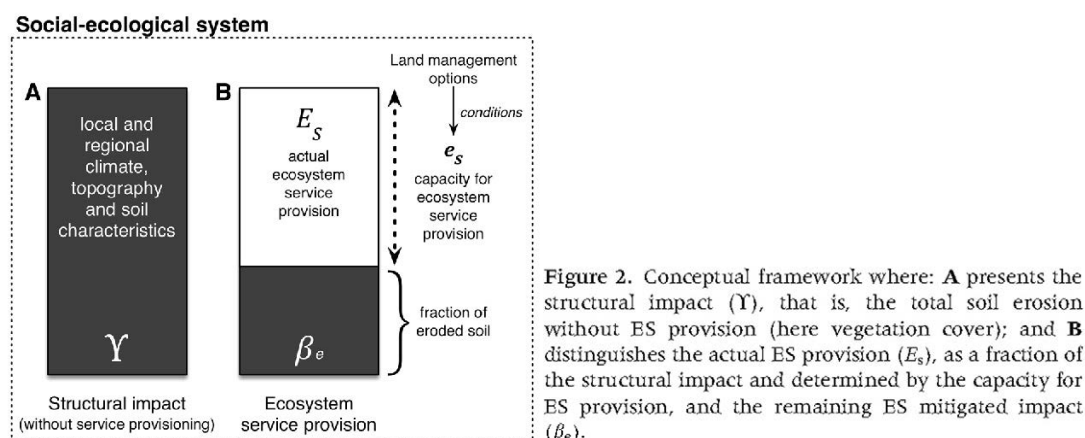 Social-ecological system
A
local and
regional
climate,
topography
and soil
characteristics
ϒ
Structural impact
(without service provisioning)
B
E_S
actual
ecosystem
service
provision
β_e
Ecosystem
service provision
Land management
options
conditions
e_s
capacity for
ecosystem
service
provision
fraction of
eroded soil
Figure 2. Conceptual framework where: A presents the
structural impact (ϒ), that is, the total soil erosion
without ES provision (here vegetation cover); and B
distinguishes the actual ES provision (E_s), as a fraction of
the structural impact and determined by the capacity for
ES provision, and the remaining ES mitigated impact
(β_e).